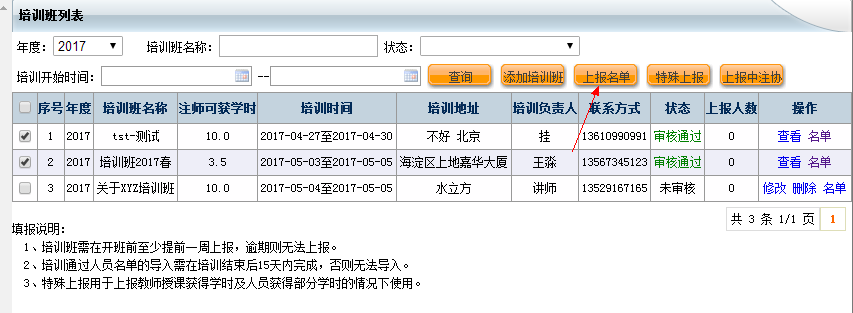 培训班列表
年度: 2017 培训班名称: 状态:
培训开始时间: -- 查询 添加培训班 上报名单 特殊上报 上报中注协
序号 年度 培训班名称 注师可获学时 培训时间 培训地址 培训负责人 联系方式 状态 上报人数 操作
1 2017 tst-测试 10.0 2017-04-27至2017-04-30 不好 北京 挂 13610990991 审核通过 0 查看 名单
2 2017 培训班2017春 3.5 2017-05-03至2017-05-05 海淀区上地嘉华大厦 王淼 13567345123 审核通过 0 查看 名单
3 2017 关于XYZ培训班 10.0 2017-05-04至2017-05-05 水立方 讲师 13529167165 未审核 0 修改 删除 名单
共 3 条 1/1 页 1
填报说明:
1、培训班需在开班前至少提前一周上报，逾期则无法上报。
2、培训通过人员名单的导入需在培训结束后15天内完成，否则无法导入。
3、特殊上报用于上报教师授课获得学时及人员获得部分学时的情况下使用。